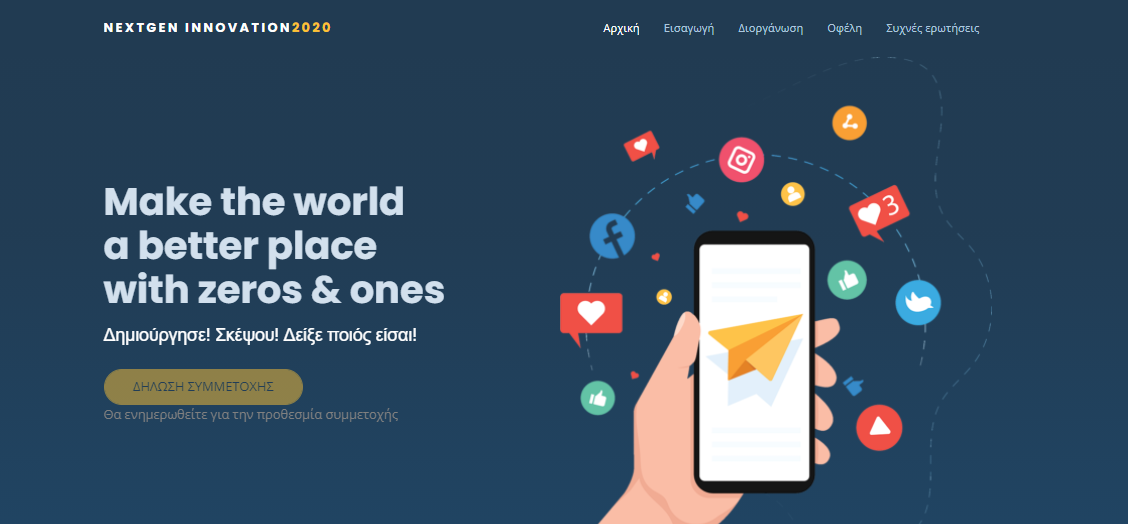 NEXTGEN INNOVATION2020
Αρχική Εισαγωγή Διοργάνωση Οφέλη Συχνές ερωτήσεις
Make the world
a better place
with zeros & ones
Δημιούργησε! Σκέψου! Δείξε ποιός είσαι!
ΔΗΛΩΣΗ ΣΥΜΜΕΤΟΧΗΣ
Θα ενημερωθείτε για την προθεσμία συμμετοχής
3